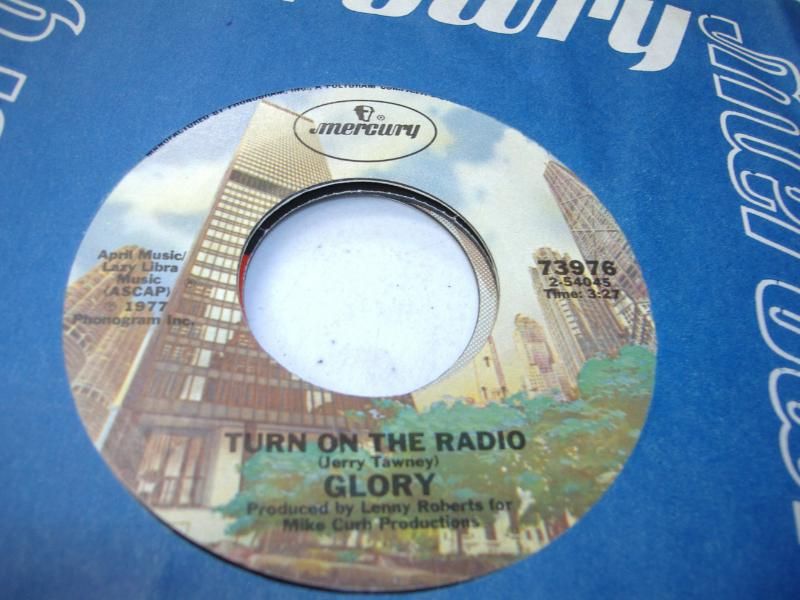 mercury
April Music/
Lazy Libra
Music
(ASCAP)
℗ 1977
Phonogram Inc.
73976
2-54045
Time: 3:27
TURN ON THE RADIO
(Jerry Tawney)
GLORY
Produced by Lenny Roberts for
Mike Curb Productions